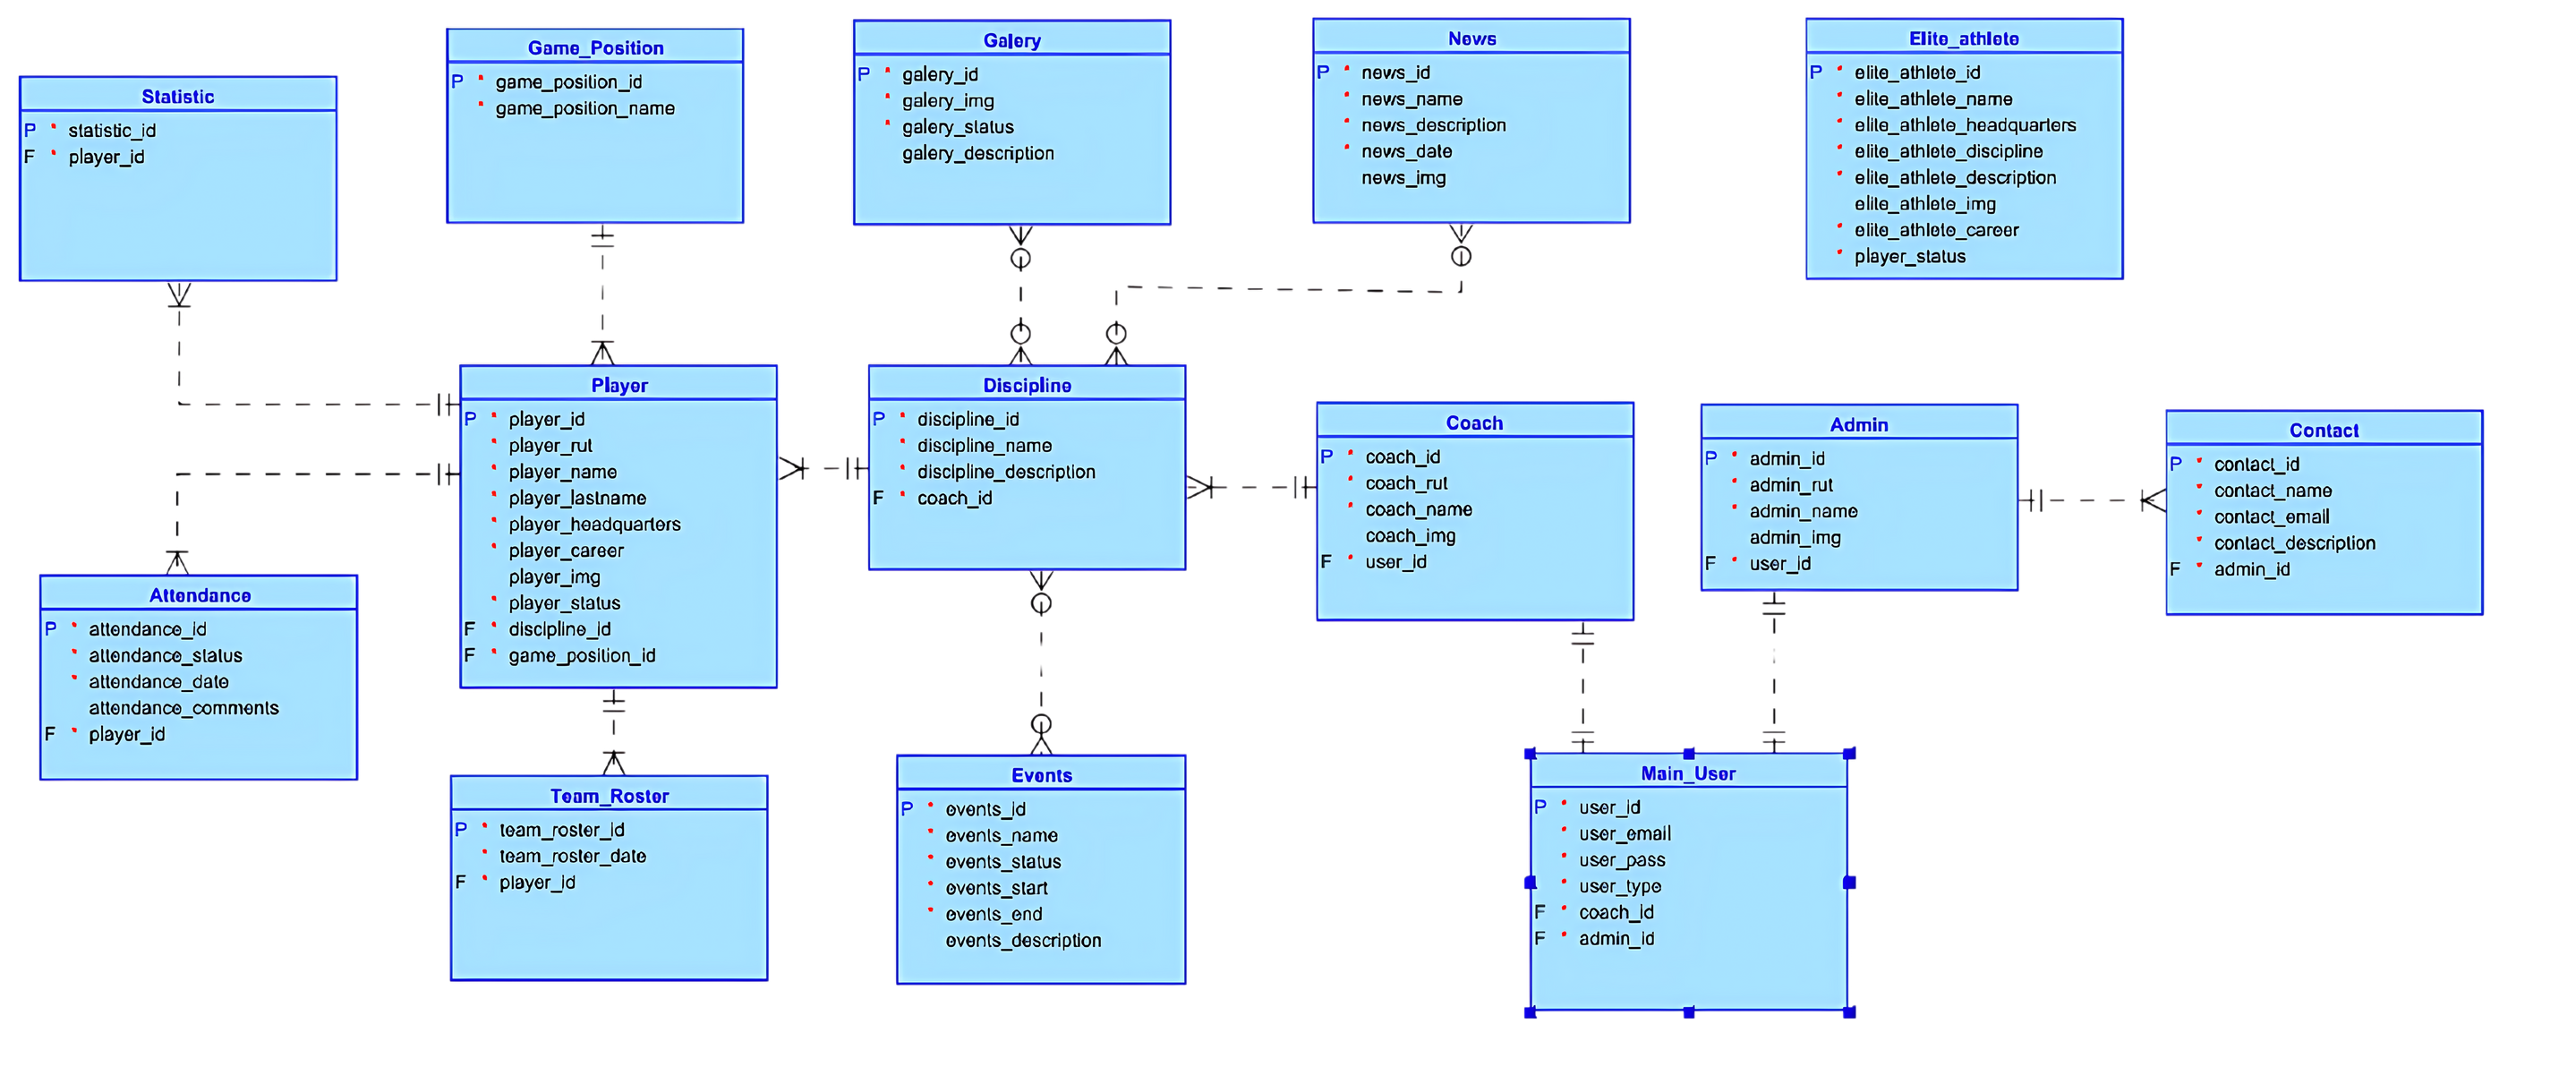 Statistic
P * statistic_id
F * player_id
Game_Position
P * game_position_id
* game_position_name
Galery
P * galery_id
* galery_img
* galery_status
galery_description
News
P * news_id
* news_name
* news_description
* news_date
news_img
Elite_athlete
P * elite_athlete_id
* elite_athlete_name
* elite_athlete_headquarters
* elite_athlete_discipline
* elite_athlete_description
elite_athlete_img
* elite_athlete_career
* player_status
Player
P * player_id
* player_rut
* player_name
* player_lastname
* player_headquarters
* player_career
player_img
* player_status
F * discipline_id
F * game_position_id
Discipline
P * discipline_id
* discipline_name
* discipline_description
F * coach_id
Coach
P * coach_id
* coach_rut
* coach_name
coach_img
F * user_id
Admin
P * admin_id
* admin_rut
* admin_name
admin_img
F * user_id
Contact
P * contact_id
* contact_name
* contact_email
* contact_description
F * admin_id
Attendance
P * attendance_id
* attendance_status
* attendance_date
attendance_comments
F * player_id
Team_Roster
P * team_roster_id
* team_roster_date
F * player_id
Events
P * events_id
* events_name
* events_status
* events_start
* events_end
events_description
Main_User
P * user_id
* user_email
* user_pass
* user_type
F * coach_id
F * admin_id